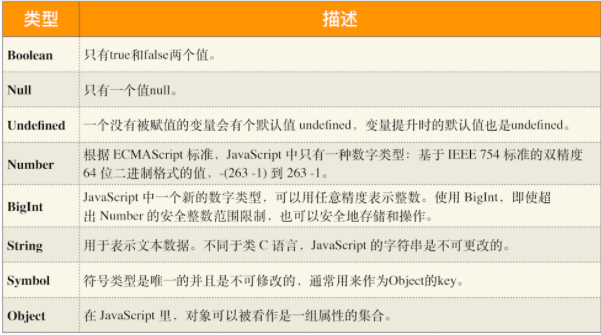 类型 描述
Boolean 只有true和false两个值。
Null 只有一个值null。
Undefined 一个没有被赋值的变量会有个默认值 undefined，变量提升时的默认值也是undefined。
Number 根据 ECMAScript 标准，JavaScript 中只有一种数字类型：基于 IEEE 754 标准的双精度
64 位二进制格式的值，-(263 -1) 到 263 -1。
BigInt JavaScript 中一个新的数字类型，可以用任意精度表示整数。使用 BigInt，即使超
出 Number 的安全整数范围限制，也可以安全地存储和操作。
String 用于表示文本数据。不同于类 C 语言，JavaScript 的字符串是不可更改的。
Symbol 符号类型是唯一的并且是不可修改的，通常用来作为Object的key。
Object 在 JavaScript 里，对象可以被看作是一组属性的集合。